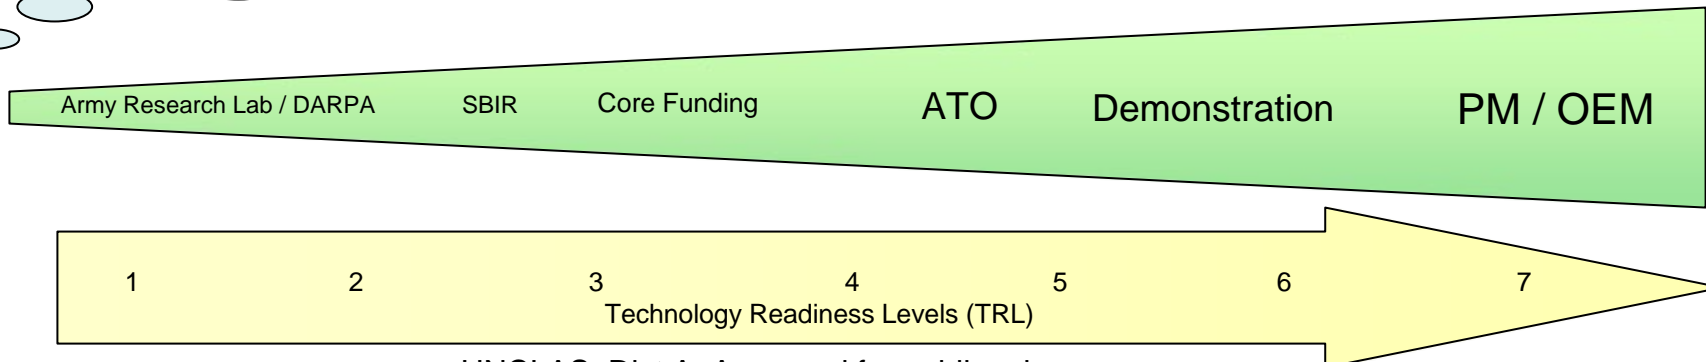 Army Research Lab / DARPA SBIR Core Funding ATO Demonstration PM / OEM
1 2 3 4 5 6 7
Technology Readiness Levels (TRL)